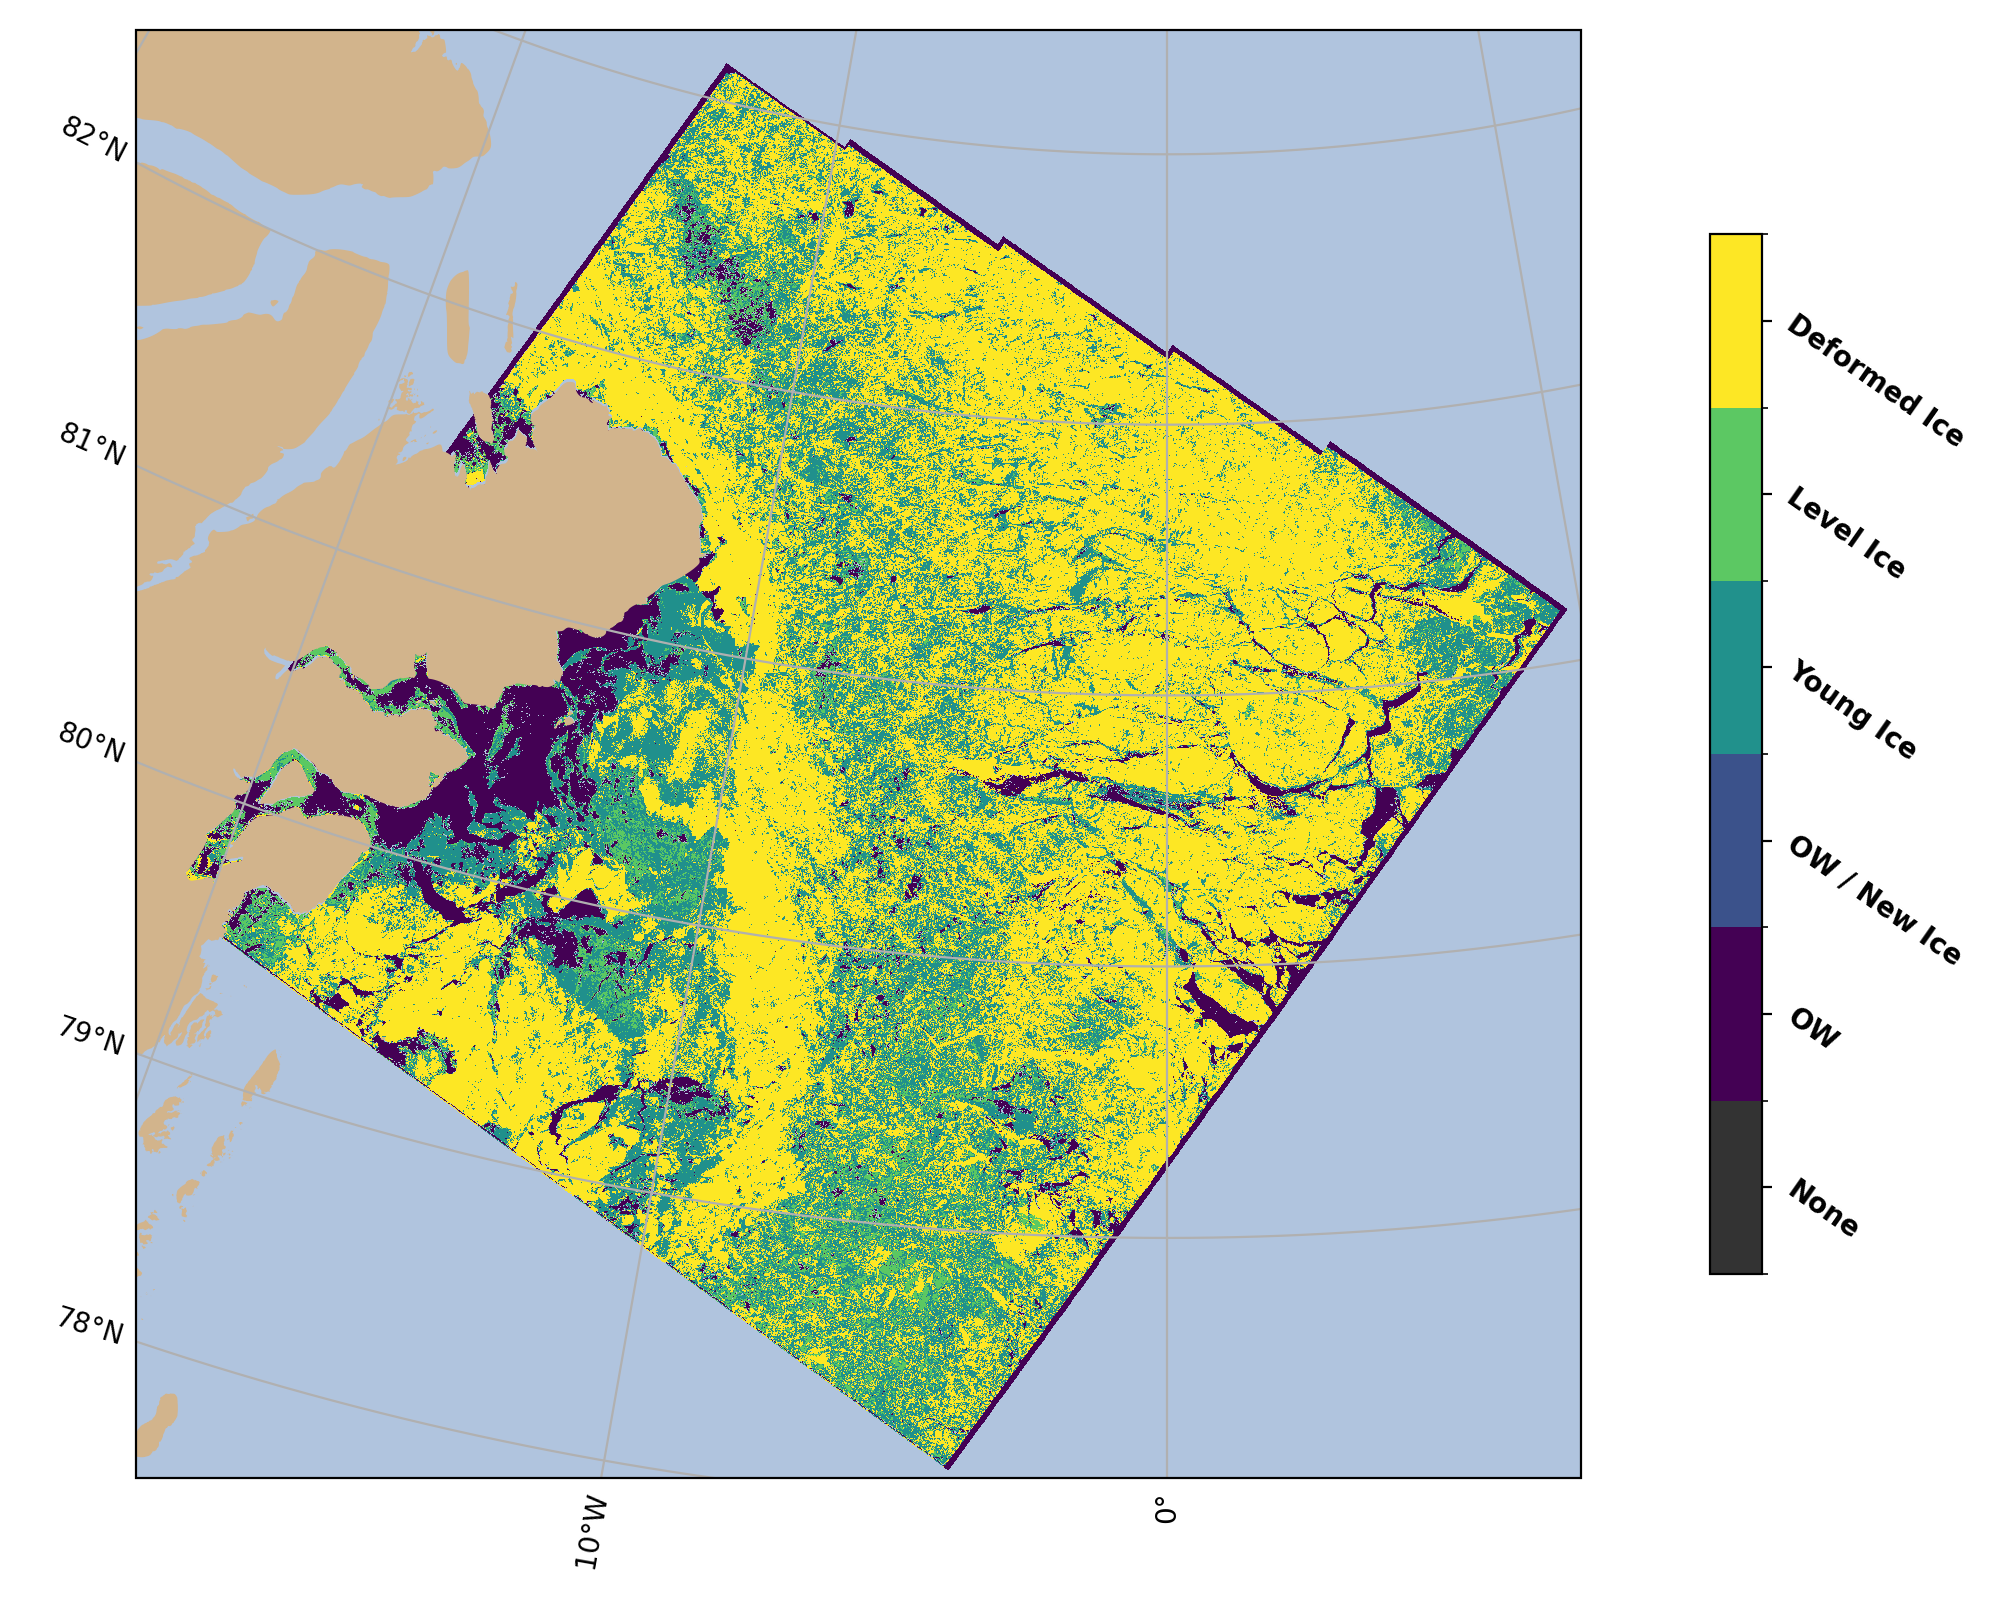 82°N
81°N
80°N
79°N
78°N
10°W
0°
Deformed Ice
Level Ice
Young Ice
OW / New Ice
OW
None